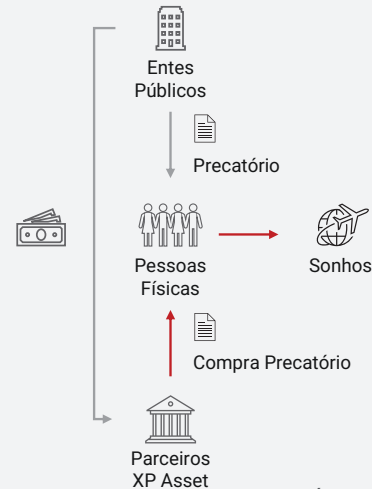 Entes
Públicos
Precatório
Pessoas
Físicas
Sonhos
Compra Precatório
Parceiros
XP Asset